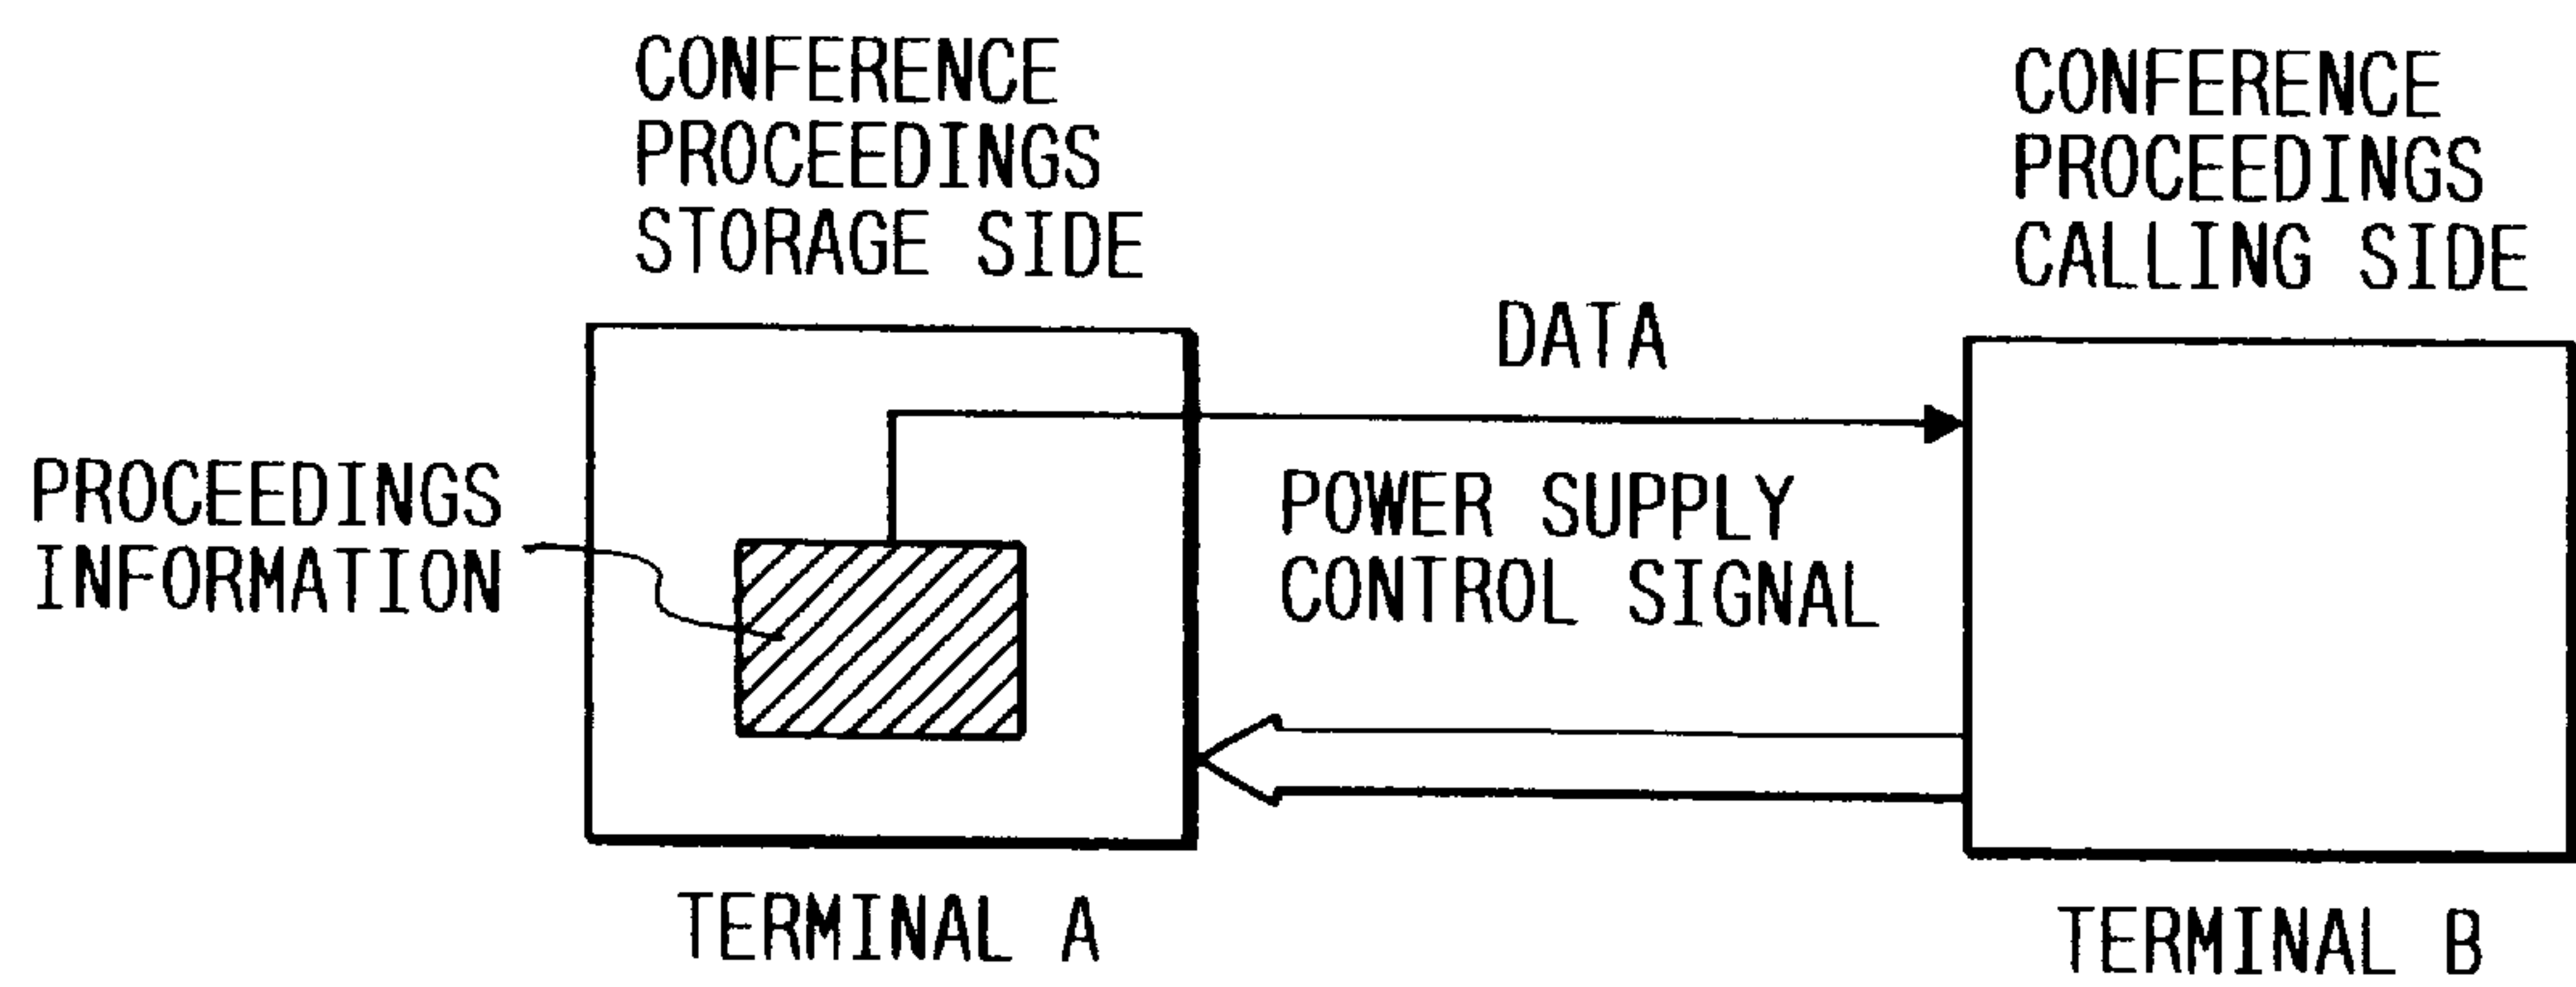 CONFERENCE
PROCEEDINGS
STORAGE SIDE
CONFERENCE
PROCEEDINGS
CALLING SIDE
DATA
PROCEEDINGS
INFORMATION
POWER SUPPLY
CONTROL SIGNAL
TERMINAL A
TERMINAL B